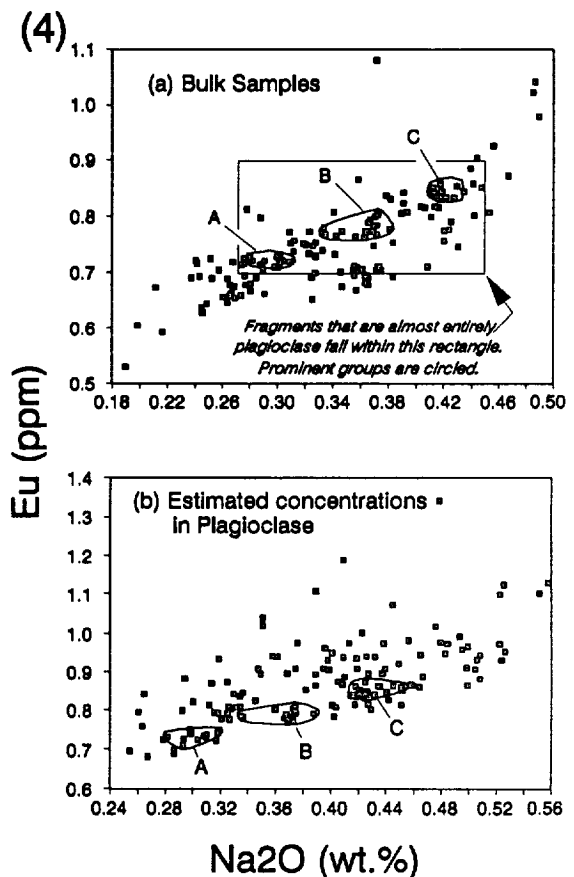 (4)
(a) Bulk Samples
1.1
1.0
0.9
0.8
0.7
0.6
0.5
A
B
C
Fragments that are almost entirely
plagioclase fall within this rectangle.
Prominent groups are circled.
0.18 0.22 0.26 0.30 0.34 0.38 0.42 0.46 0.50
Eu (ppm)
(b) Estimated concentrations
in Plagioclase
1.4
1.3
1.2
1.1
1.0
0.9
0.8
0.7
0.6
A
B
C
0.24 0.28 0.32 0.36 0.40 0.44 0.48 0.52 0.56
Na2O (wt.%)